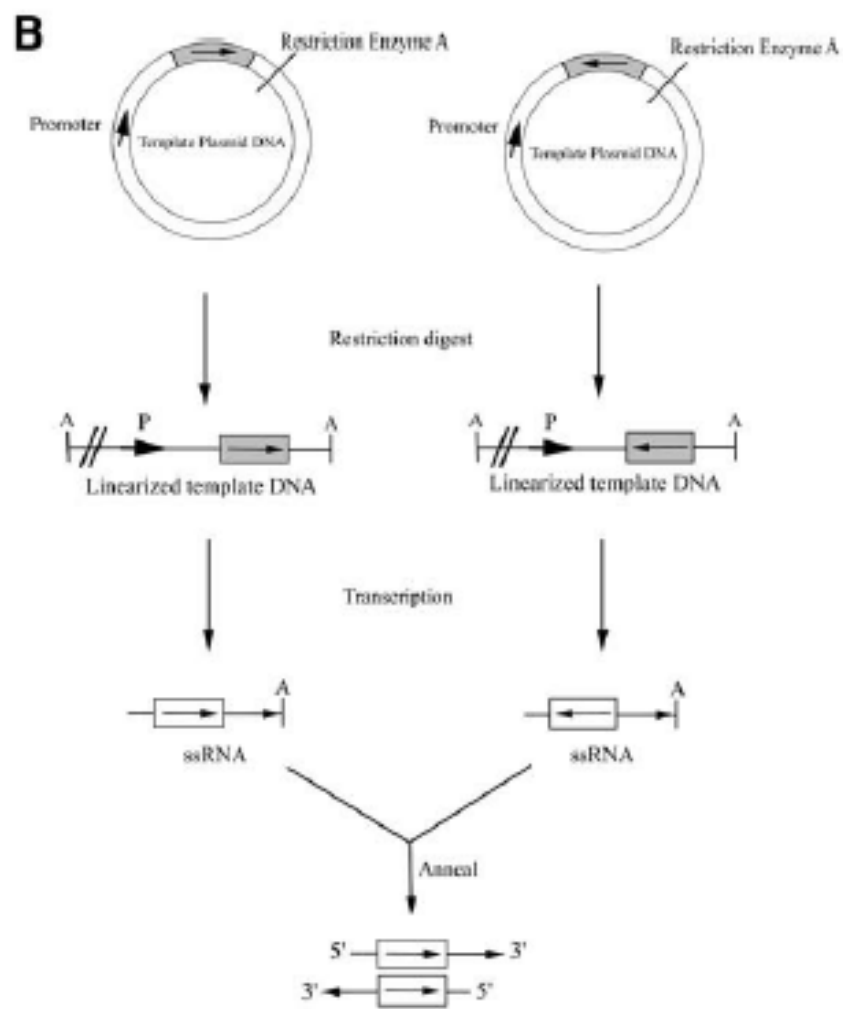 B
Restriction Enzyme A
Restriction Enzyme A
Promoter
Template Plasmid DNA
Promoter
Template Plasmid DNA
Restriction digest
A
P
A
A
P
A
Linearized template DNA
Linearized template DNA
Transcription
A
A
ssRNA
ssRNA
Anneal
5' 3'
3' 5'